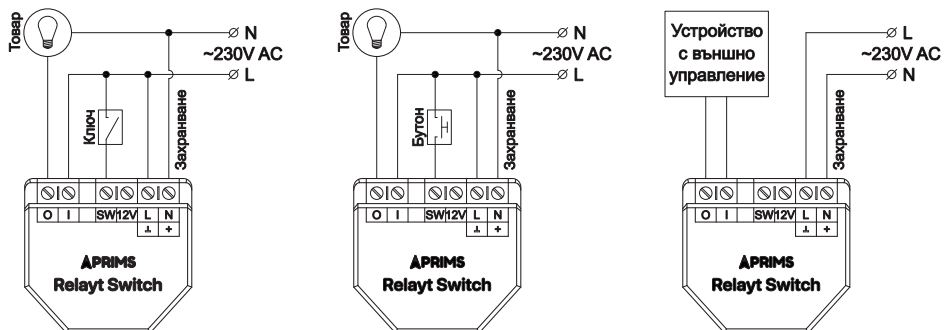 Товар
N
~230V AC
L
Ключ
Захранване
O I SW 12V L N
⊥ +
APRIMS
Relayt Switch
Товар
N
~230V AC
L
Бутон
Захранване
O I SW 12V L N
⊥ +
APRIMS
Relayt Switch
Устройство
с външно
управление
L
~230V AC
N
Захранване
O I SW 12V L N
⊥ +
APRIMS
Relayt Switch